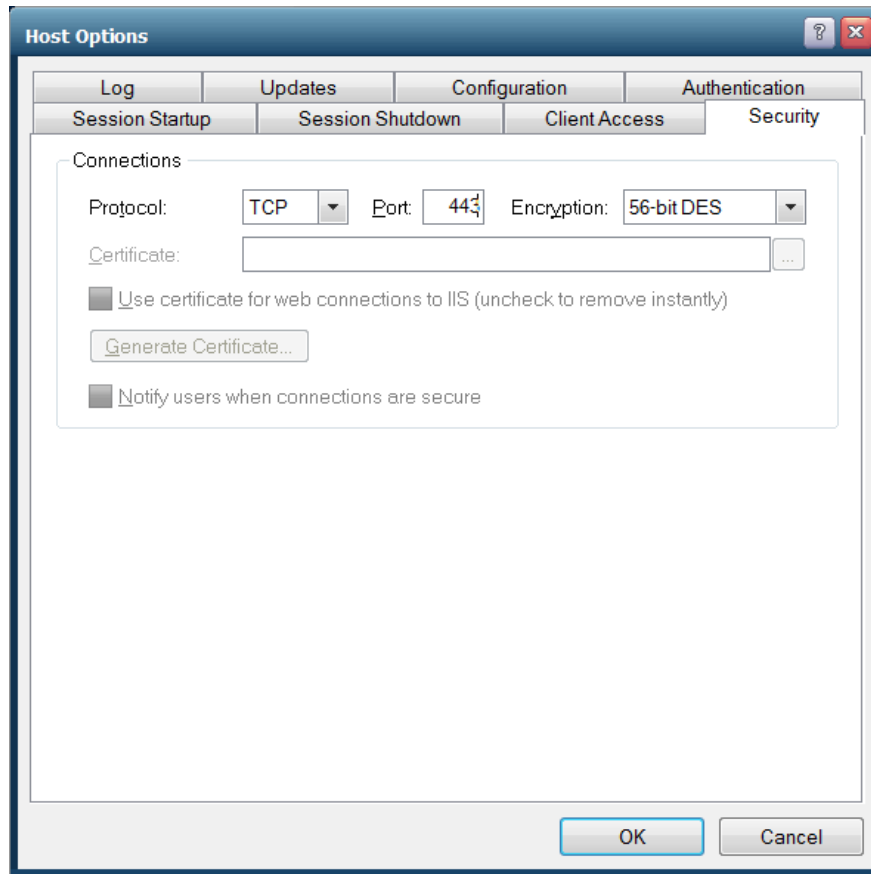 Host Options
Log Updates Configuration Authentication
Session Startup Session Shutdown Client Access Security
Connections
Protocol: TCP Port: 443 Encryption: 56-bit DES
Certificate: ...
Use certificate for web connections to IIS (uncheck to remove instantly)
Generate Certificate...
Notify users when connections are secure
OK Cancel